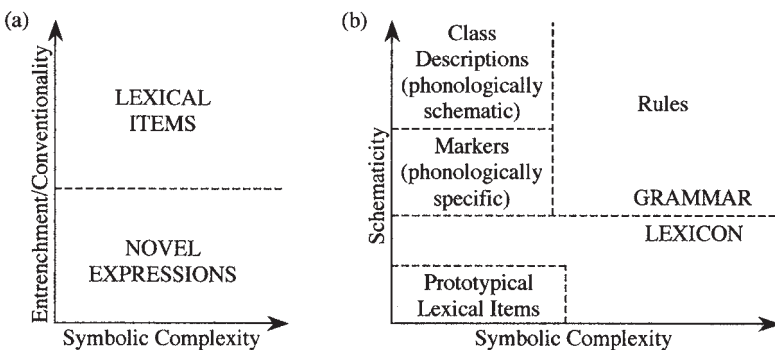 (a)
Entrenchment/Conventionality
LEXICAL
ITEMS
NOVEL
EXPRESSIONS
Symbolic Complexity
(b)
Schematicity
Class
Descriptions
(phonologically
schematic)
Rules
Markers
(phonologically
specific)
GRAMMAR
LEXICON
Prototypical
Lexical Items
Symbolic Complexity